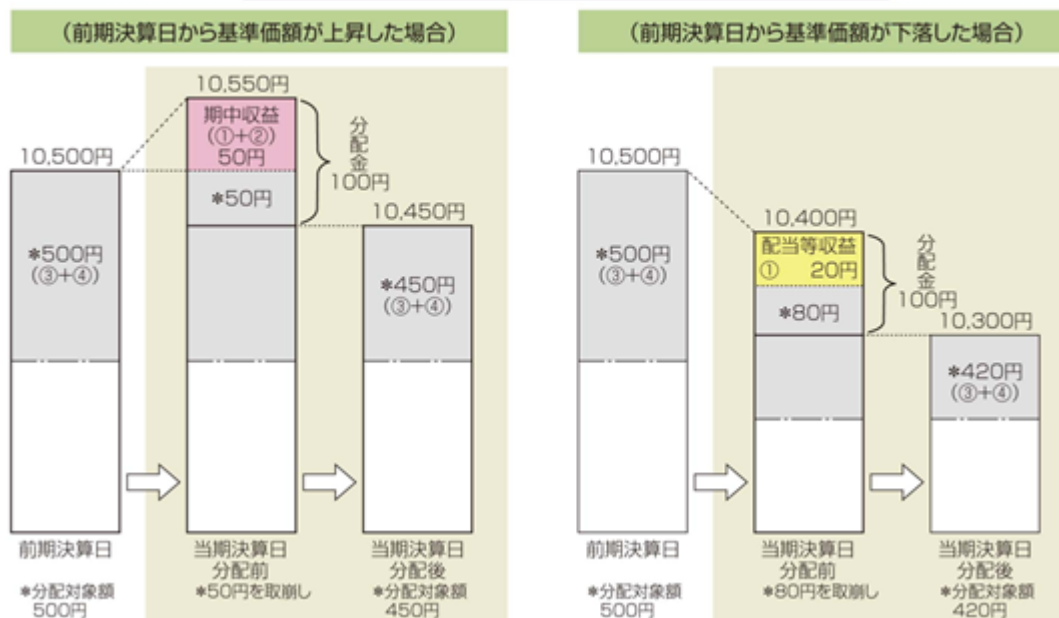 （前期決算日から基準価額が上昇した場合）
10,550円
期中収益
（①+②）
50円
*50円
分配金
100円
10,500円
*500円
（③+④）
10,450円
*450円
（③+④）
前期決算日
*分配対象額
500円
当期決算日
分配前
*50円を取崩し
当期決算日
分配後
*分配対象額
450円
（前期決算日から基準価額が下落した場合）
10,500円
*500円
（③+④）
10,400円
配当等収益
① 20円
*80円
分配金
100円
10,300円
*420円
（③+④）
前期決算日
*分配対象額
500円
当期決算日
分配前
*80円を取崩し
当期決算日
分配後
*分配対象額
420円